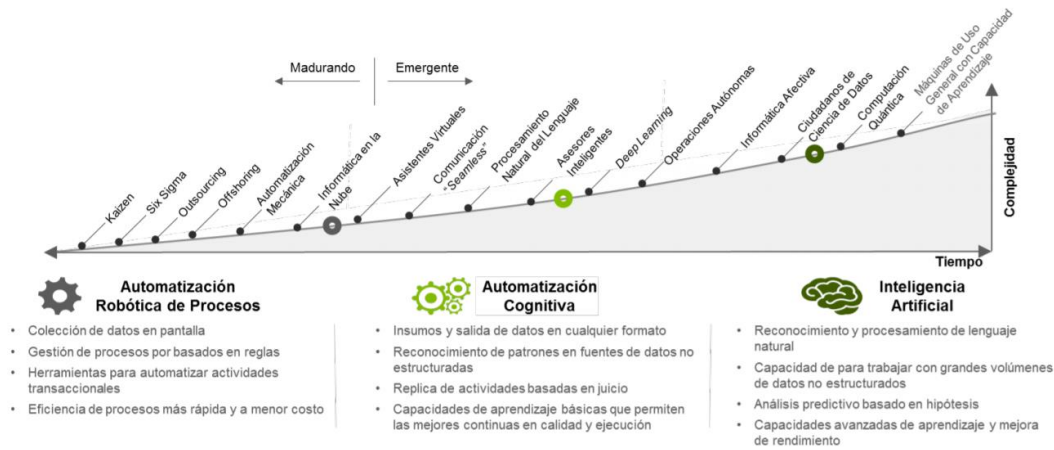 Madurando
Emergente
Kaizen
Six Sigma
Outsourcing
Offshoring
Automatización
Mecánica
Informática en la
Nube
Asistentes Virtuales
Comunicación
"Seamless"
Procesamiento
Natural del Lenguaje
Asesores
Inteligentes
Deep Learning
Operaciones Autónomas
Informática Afectiva
Ciudadanos de
Ciencia de Datos
Computación
Quántica
Máquinas de Uso
General con Capacidad
de Aprendizaje
Complejidad
Tiempo
Automatización
Robótica de Procesos
• Colección de datos en pantalla
• Gestión de procesos por basados en reglas
• Herramientas para automatizar actividades
transaccionales
• Eficiencia de procesos más rápida y a menor costo
Automatización
Cognitiva
• Insumos y salida de datos en cualquier formato
• Reconocimiento de patrones en fuentes de datos no
estructuradas
• Replica de actividades basadas en juicio
• Capacidades de aprendizaje básicas que permiten
las mejores continuas en calidad y ejecución
Inteligencia
Artificial
• Reconocimiento y procesamiento de lenguaje
natural
• Capacidad de para trabajar con grandes volúmenes
de datos no estructurados
• Análisis predictivo basado en hipótesis
• Capacidades avanzadas de aprendizaje y mejora
de rendimiento